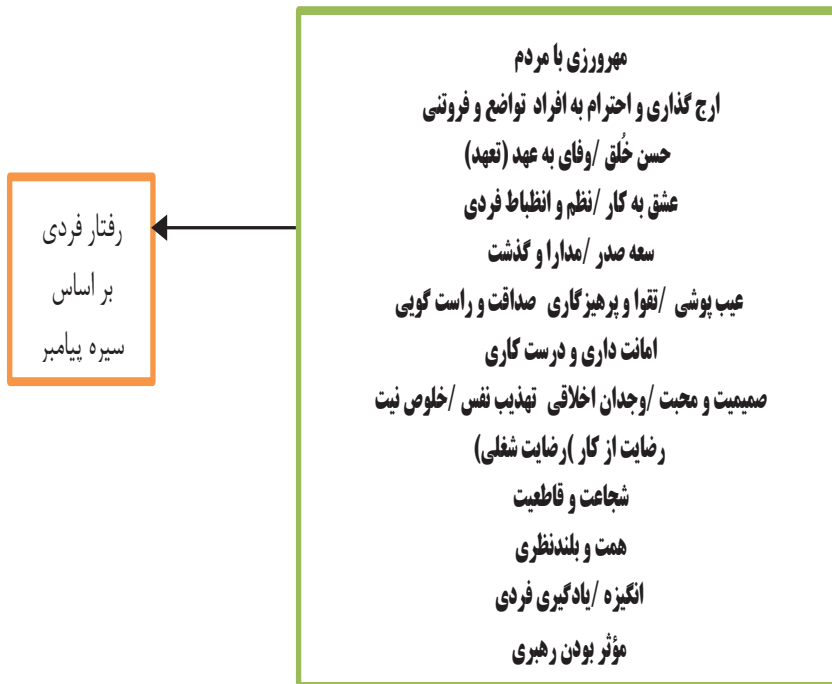 مهرورزی با مردم
ارج گذاری و احترام به افراد تواضع و فروتنی
حسن خُلق /وفای به عهد (تعهد)
عشق به کار /نظم و انظباط فردی
سعه صدر /مدارا و گذشت
عیب پوشی /تقوا و پرهیزگاری صداقت و راست گویی
امانت داری و درست کاری
صمیمیت و محبت /وجدان اخلاقی تهذیب نفس /خلوص نیت
رضایت از کار )رضایت شغلی)
شجاعت و قاطعیت
همت و بلندنظری
انگیزه /یادگیری فردی
مؤثر بودن رهبری
رفتار فردی
بر اساس
سیره پیامبر